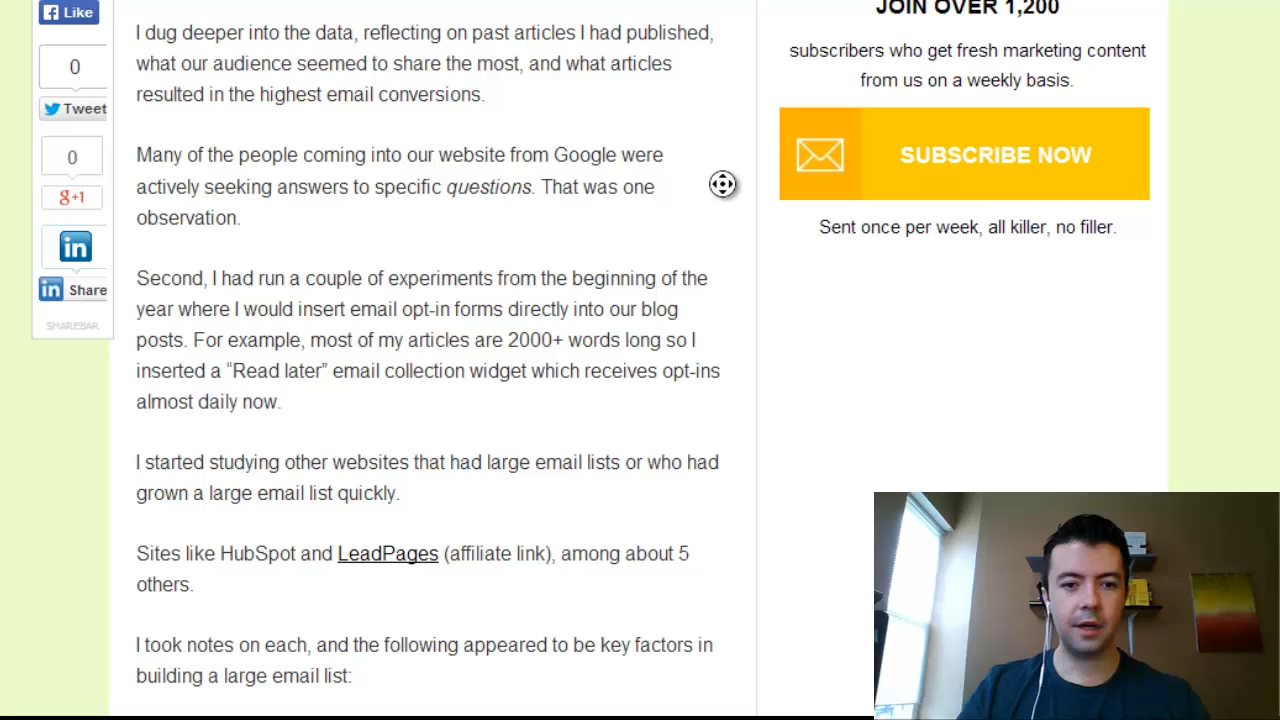 Like
0
Tweet
0
g+1
in
in Share
SHAREBAR
I dug deeper into the data, reflecting on past articles I had published,
what our audience seemed to share the most, and what articles
resulted in the highest email conversions.
Many of the people coming into our website from Google were
actively seeking answers to specific questions. That was one
observation.
Second, I had run a couple of experiments from the beginning of the
year where I would insert email opt-in forms directly into our blog
posts. For example, most of my articles are 2000+ words long so I
inserted a “Read later” email collection widget which receives opt-ins
almost daily now.
I started studying other websites that had large email lists or who had
grown a large email list quickly.
Sites like HubSpot and LeadPages (affiliate link), among about 5
others.
I took notes on each, and the following appeared to be key factors in
building a large email list:
JOIN OVER 1,200
subscribers who get fresh marketing content
from us on a weekly basis.
SUBSCRIBE NOW
Sent once per week, all killer, no filler.